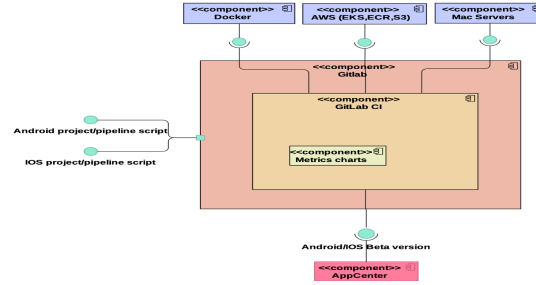 <<component>>
Docker
<<component>>
AWS (EKS,ECR,S3)
<<component>>
Mac Servers
<<component>>
Gitlab
<<component>>
GitLab CI
Android project/pipeline script
IOS project/pipeline script
<<component>>
Metrics charts
Android/IOS Beta version
<<component>>
AppCenter